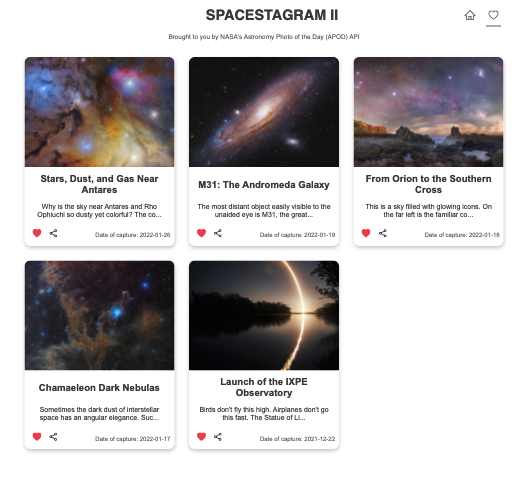 SPACESTAGRAM II
Brought to you by NASA's Astronomy Photo of the Day (APOD) API
Stars, Dust, and Gas Near
Antares
Why is the sky near Antares and Rho
Ophiuchi so dusty yet colorful? The co...
Date of capture: 2022-01-26
M31: The Andromeda Galaxy
The most distant object easily visible to the
unaided eye is M31, the great...
Date of capture: 2022-01-19
From Orion to the Southern
Cross
This is a sky filled with glowing icons. On
the far left is the familiar co...
Date of capture: 2022-01-18
Chamaeleon Dark Nebulas
Sometimes the dark dust of interstellar
space has an angular elegance. Suc...
Date of capture: 2022-01-17
Launch of the IXPE
Observatory
Birds don't fly this high. Airplanes don't go
this fast. The Statue of Li...
Date of capture: 2021-12-22